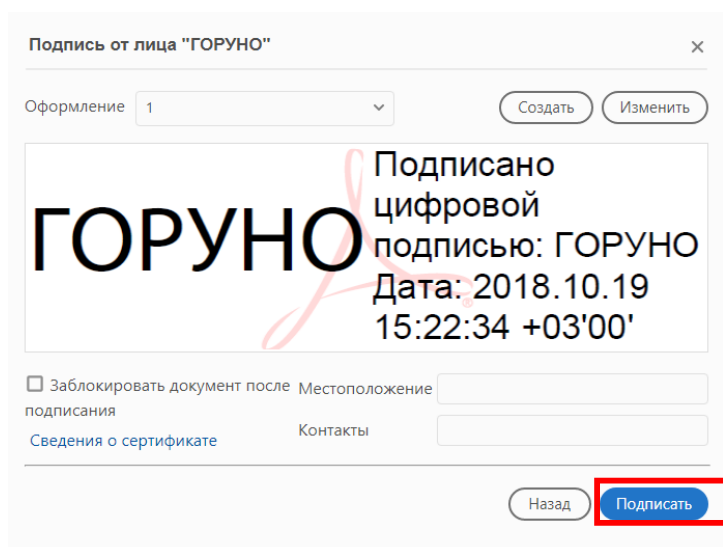 Подпись от лица "ГОРУНО"
Оформление 1
Создать Изменить
ГОРУНО
Подписано
цифровой
подписью: ГОРУНО
Дата: 2018.10.19
15:22:34 +03'00'
Заблокировать документ после
подписания
Местоположение
Сведения о сертификате
Контакты
Назад Подписать